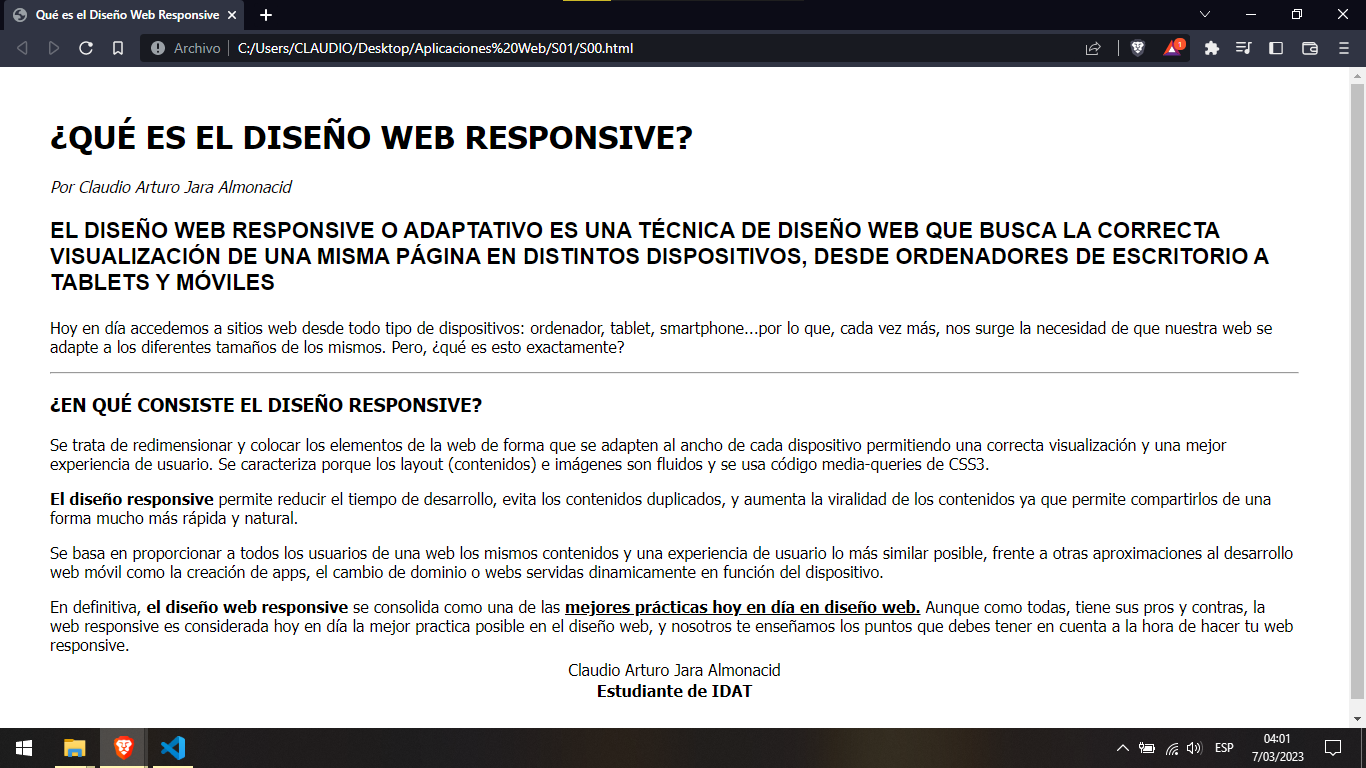 Qué es el Diseño Web Responsive
Archivo
C:/Users/CLAUDIO/Desktop/Aplicaciones%20Web/S01/S00.html
1
¿QUÉ ES EL DISEÑO WEB RESPONSIVE?
Por Claudio Arturo Jara Almonacid
EL DISEÑO WEB RESPONSIVE O ADAPTATIVO ES UNA TÉCNICA DE DISEÑO WEB QUE BUSCA LA CORRECTA
VISUALIZACIÓN DE UNA MISMA PÁGINA EN DISTINTOS DISPOSITIVOS, DESDE ORDENADORES DE ESCRITORIO A
TABLETS Y MÓVILES
Hoy en día accedemos a sitios web desde todo tipo de dispositivos: ordenador, tablet, smartphone...por lo que, cada vez más, nos surge la necesidad de que nuestra web se
adapte a los diferentes tamaños de los mismos. Pero, ¿qué es esto exactamente?
¿EN QUÉ CONSISTE EL DISEÑO RESPONSIVE?
Se trata de redimensionar y colocar los elementos de la web de forma que se adapten al ancho de cada dispositivo permitiendo una correcta visualización y una mejor
experiencia de usuario. Se caracteriza porque los layout (contenidos) e imágenes son fluidos y se usa código media-queries de CSS3.
El diseño responsive permite reducir el tiempo de desarrollo, evita los contenidos duplicados, y aumenta la viralidad de los contenidos ya que permite compartirlos de una
forma mucho más rápida y natural.
Se basa en proporcionar a todos los usuarios de una web los mismos contenidos y una experiencia de usuario lo más similar posible, frente a otras aproximaciones al desarrollo
web móvil como la creación de apps, el cambio de dominio o webs servidas dinamicamente en función del dispositivo.
En definitiva, el diseño web responsive se consolida como una de las mejores prácticas hoy en día en diseño web. Aunque como todas, tiene sus pros y contras, la
web responsive es considerada hoy en día la mejor practica posible en el diseño web, y nosotros te enseñamos los puntos que debes tener en cuenta a la hora de hacer tu web
responsive.
Claudio Arturo Jara Almonacid
Estudiante de IDAT
ESP
04:01
7/03/2023